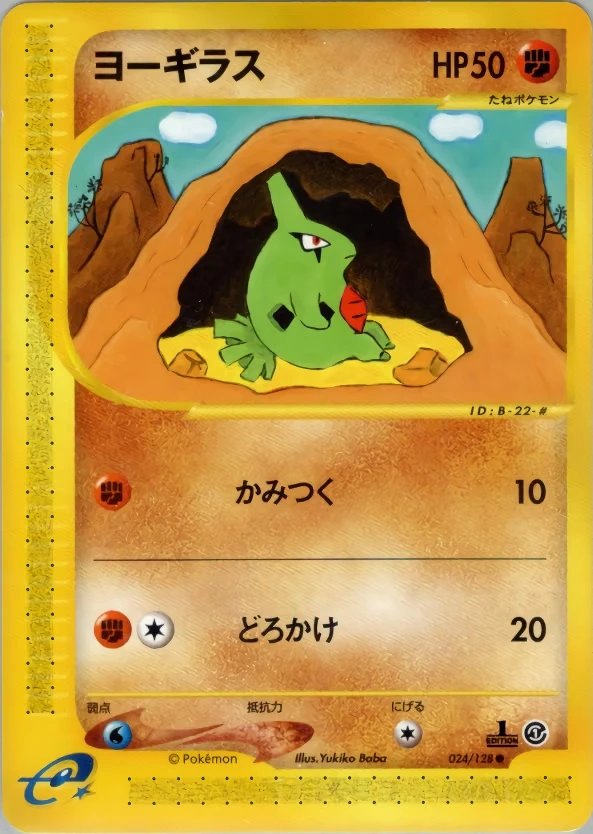 ヨーギラス HP50
たねポケモン
ID:B-22-#
かみつく 10
どろかけ 20
弱点 抵抗力 にげる
1
EDITION
© Pokémon Illus.Yukiko Baba 024/128 ●
e